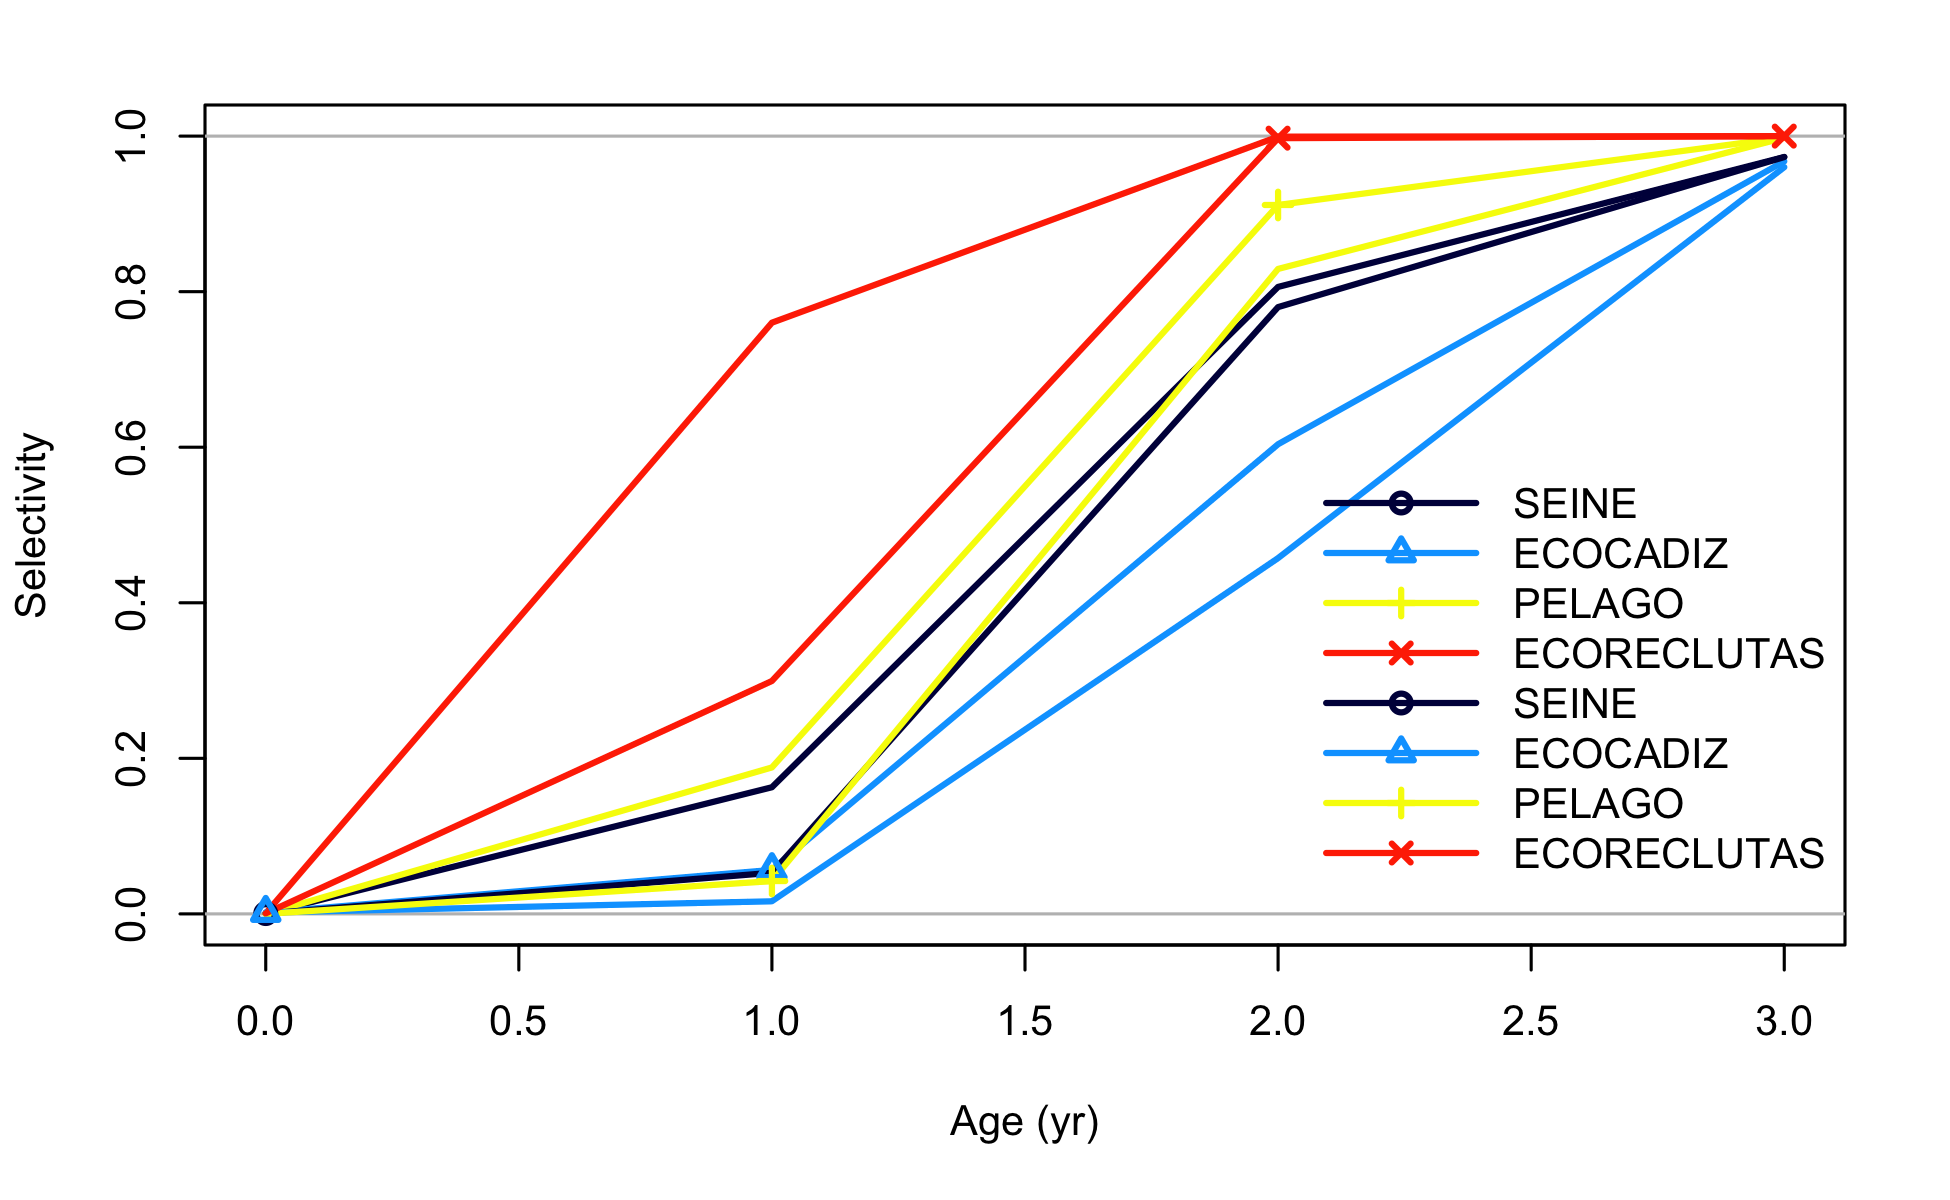 1.0
0.8
0.6
0.4
0.2
0.0
Selectivity
SEINE
ECOCADIZ
PELAGO
ECORECLUTAS
SEINE
ECOCADIZ
PELAGO
ECORECLUTAS
0.0 0.5 1.0 1.5 2.0 2.5 3.0
Age (yr)